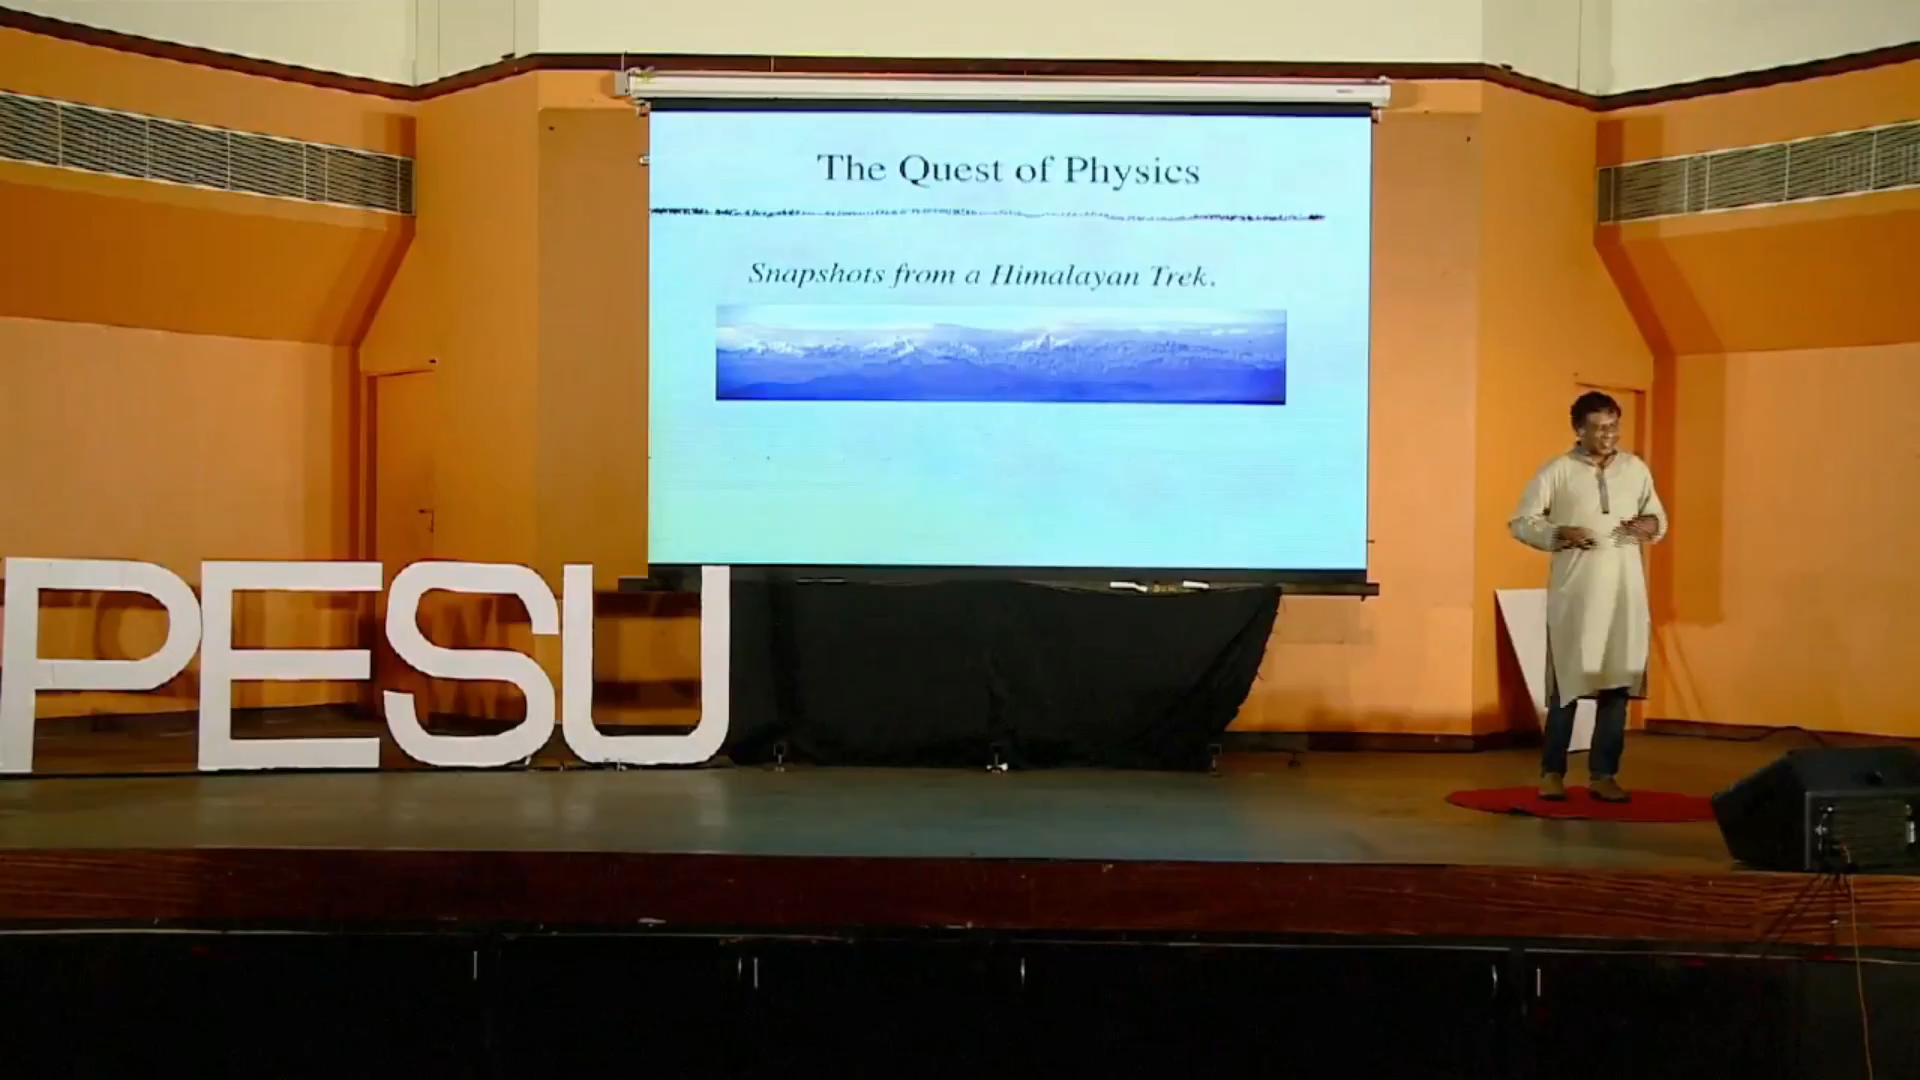 The Quest of Physics
Snapshots from a Himalayan Trek.
PESU